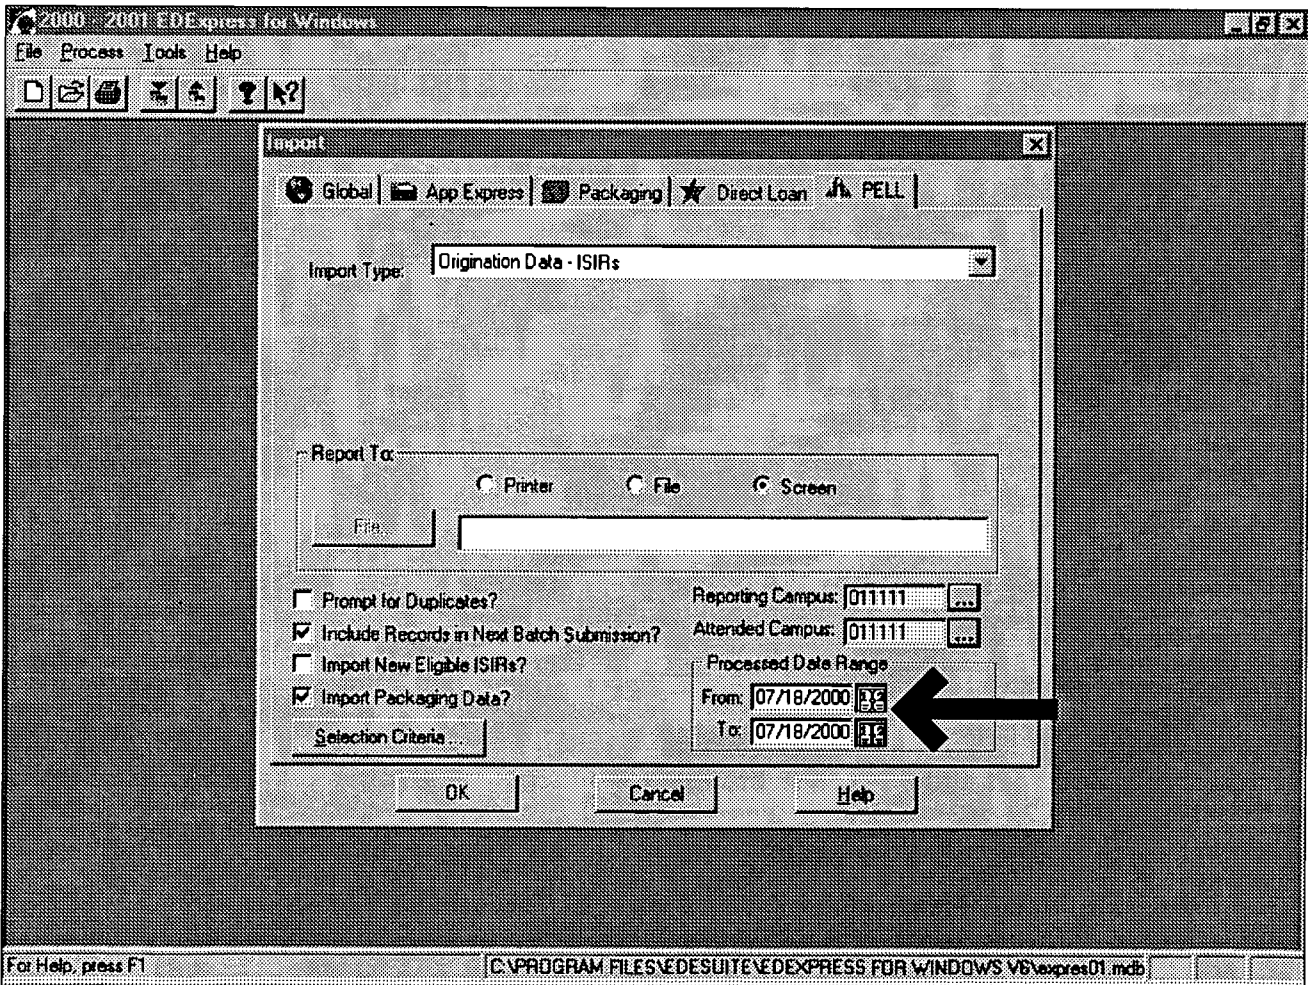 2000 - 2001 EDExpress for Windows
File Process Tools Help
Import
Global App Express Packaging Direct Loan PELL
Import Type: Origination Data - ISIRs
Report To:
Printer File Screen
File...
Prompt for Duplicates? Reporting Campus: 011111 ...
Include Records in Next Batch Submission? Attended Campus: 011111 ...
Import New Eligible ISIRs? Processed Date Range
Import Packaging Data? From: 07/18/2000
Selection Criteria ... To: 07/18/2000
OK Cancel Help
For Help, press F1 C:\PROGRAM FILES\EDESUITE\EDEXPRESS FOR WINDOWS V6\expres01.mdb